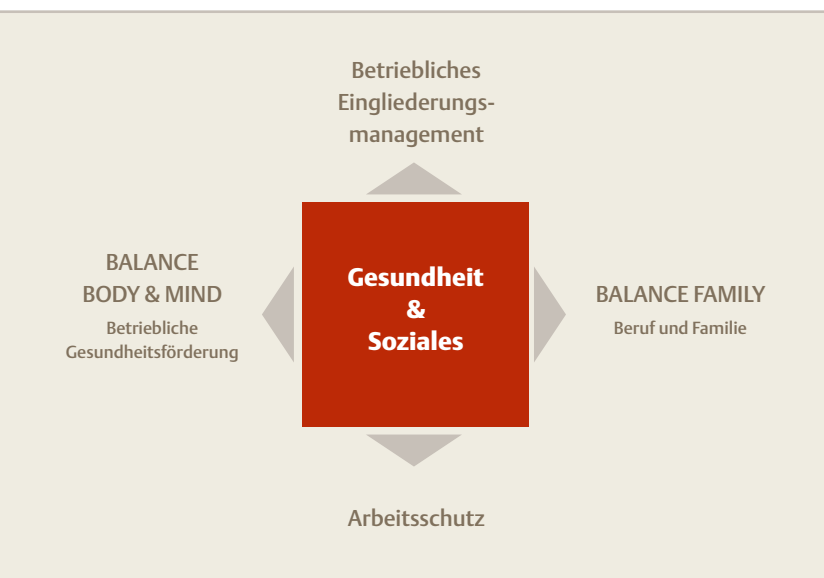 Betriebliches
Eingliederungs-
management
BALANCE
BODY & MIND
Betriebliche
Gesundheitsförderung
Gesundheit
&
Soziales
BALANCE FAMILY
Beruf und Familie
Arbeitsschutz